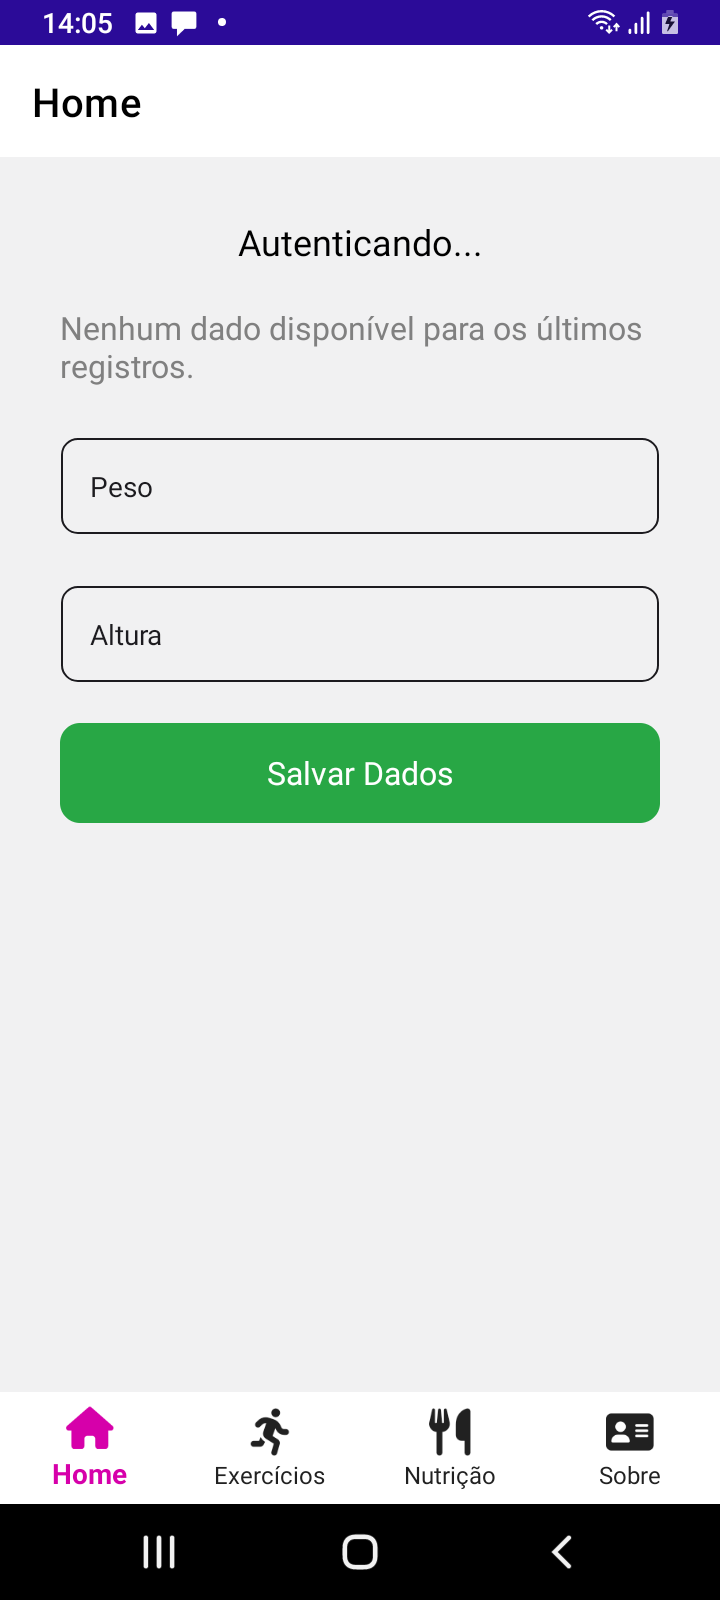 14:05
Home
Autenticando...
Nenhum dado disponível para os últimos
registros.
Peso
Altura
Salvar Dados
Home
Exercícios
Nutrição
Sobre